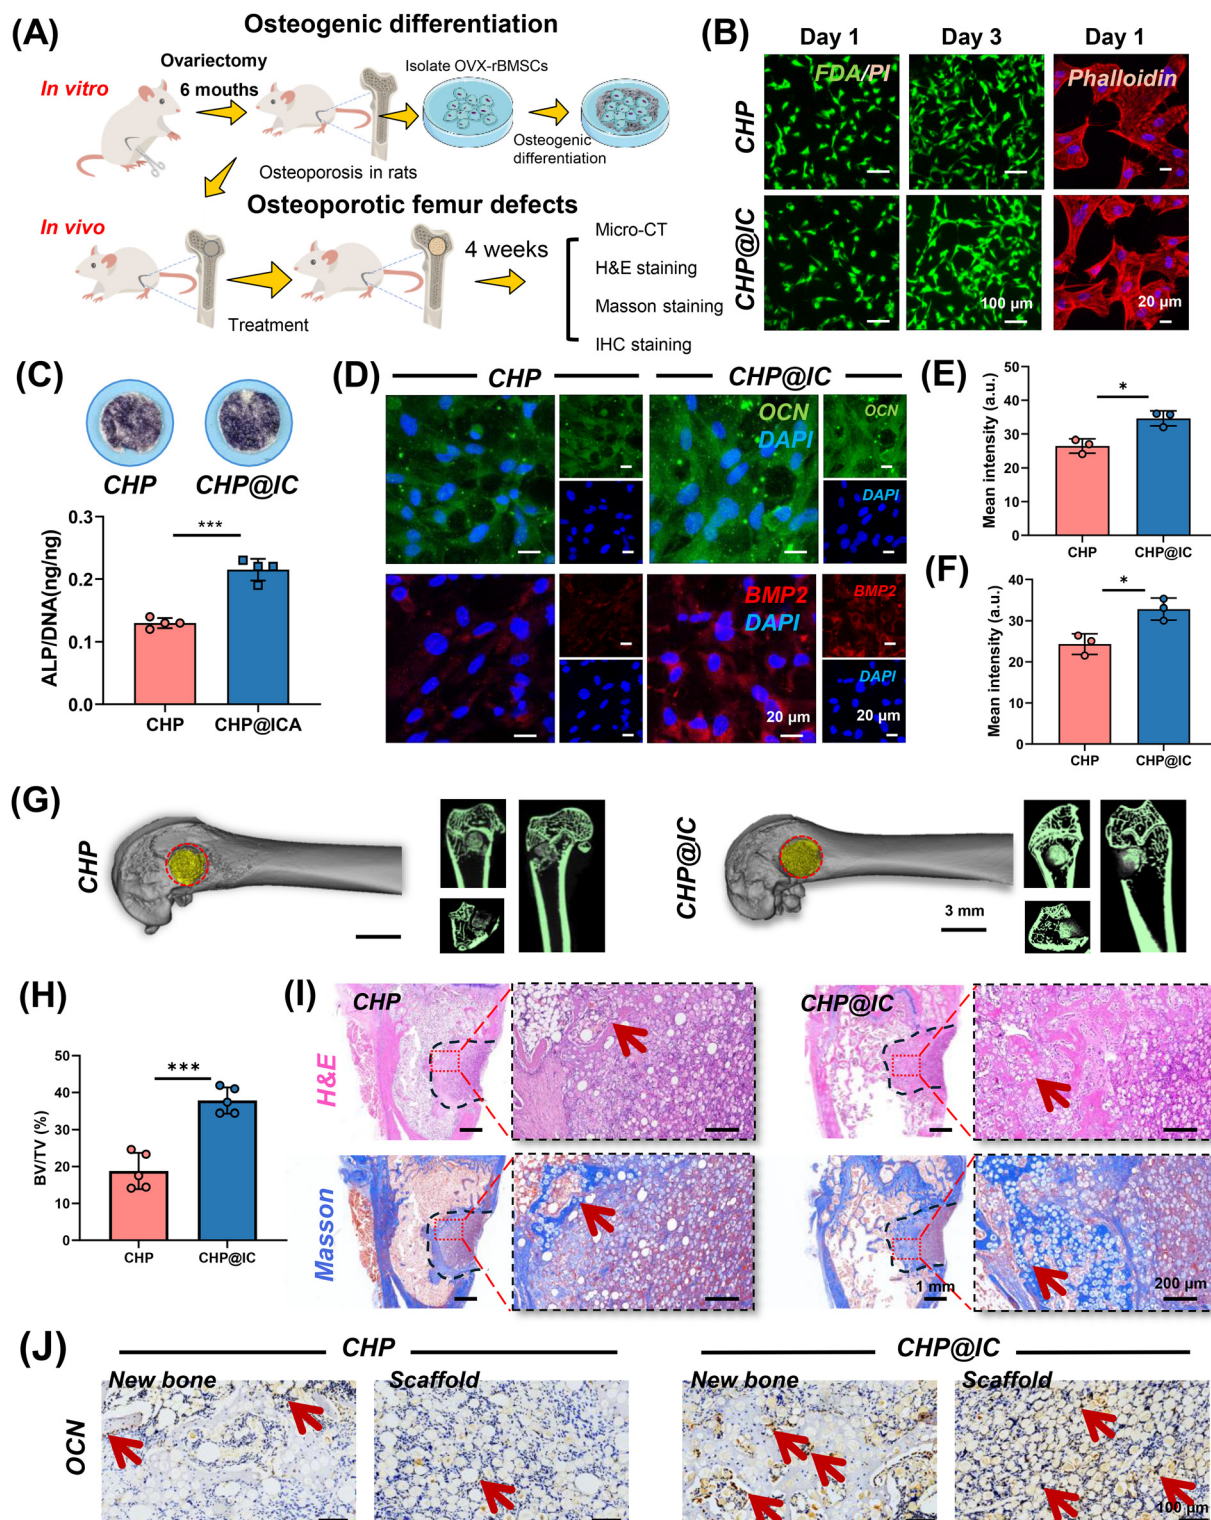 (A)
Osteogenic differentiation
In vitro
Ovariectomy
6 mouths
Isolate OVX-rBMSCs
Osteogenic
differentiation
Osteoporosis in rats
Osteoporotic femur defects
In vivo
Treatment
4 weeks
Micro-CT
H&E staining
Masson staining
IHC staining
(B)
Day 1
Day 3
Day 1
FDA/PI
Phalloidin
CHP
CHP@IC
100 µm
20 µm
(C)
CHP
CHP@IC
ALP/DNA(ng/ng)
0.3
0.2
0.1
0.0
***
CHP
CHP@ICA
(D)
CHP
CHP@IC
OCN
DAPI
OCN
DAPI
BMP2
DAPI
BMP2
DAPI
20 µm
20 µm
(E)
Mean intensity (a.u.)
50
40
30
20
10
0
*
CHP
CHP@IC
(F)
Mean intensity (a.u.)
40
30
20
10
0
*
CHP
CHP@IC
(G)
CHP
CHP@IC
3 mm
(H)
BV/TV (%)
50
40
30
20
10
0
***
CHP
CHP@IC
(I)
CHP
CHP@IC
H&E
Masson
1 mm
200 µm
(J)
CHP
CHP@IC
New bone
Scaffold
New bone
Scaffold
OCN
100 µm